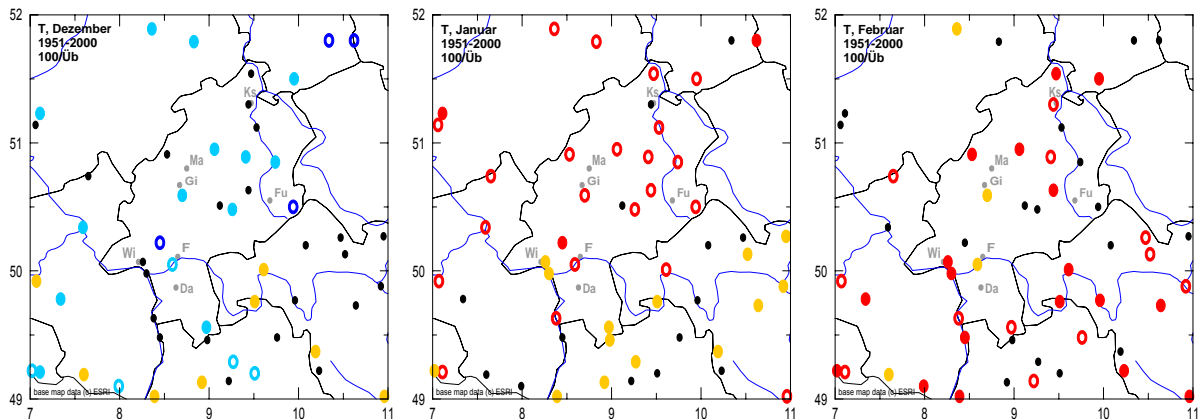 52
T, Dezember
1951-2000
100/Üb
Ks
51
Ma
Gi
Fu
F
Wi
50
Da
base map data (c) ESRI
49
7 8 9 10 11
52
T, Januar
1951-2000
100/Üb
Ks
51
Ma
Gi
Fu
F
Wi
50
Da
base map data (c) ESRI
49
7 8 9 10 11
52
T, Februar
1951-2000
100/Üb
Ks
51
Ma
Gi
Fu
F
Wi
50
Da
base map data (c) ESRI
49
7 8 9 10 11